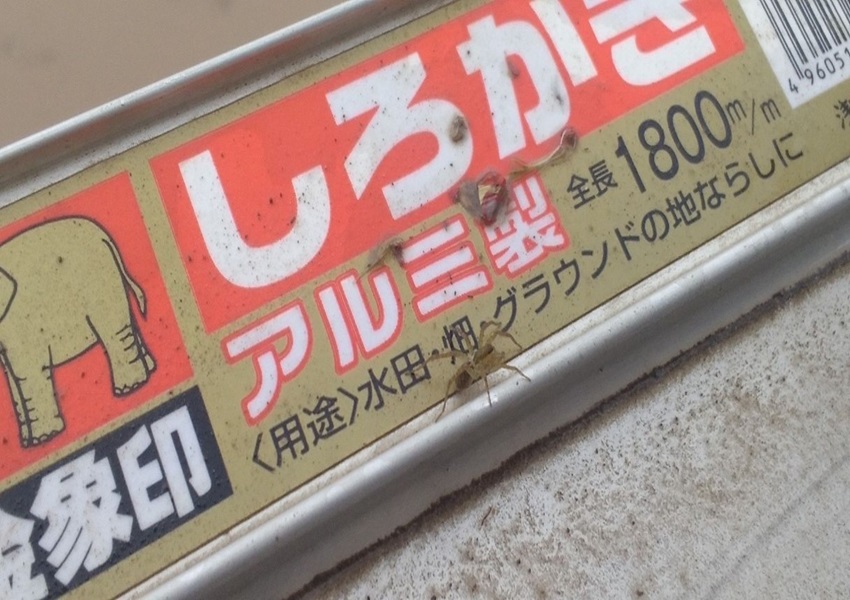 しろかき
アルミ製
全長1800m/m
〈用途〉水田 畑 グラウンドの地ならしに
象印
496051